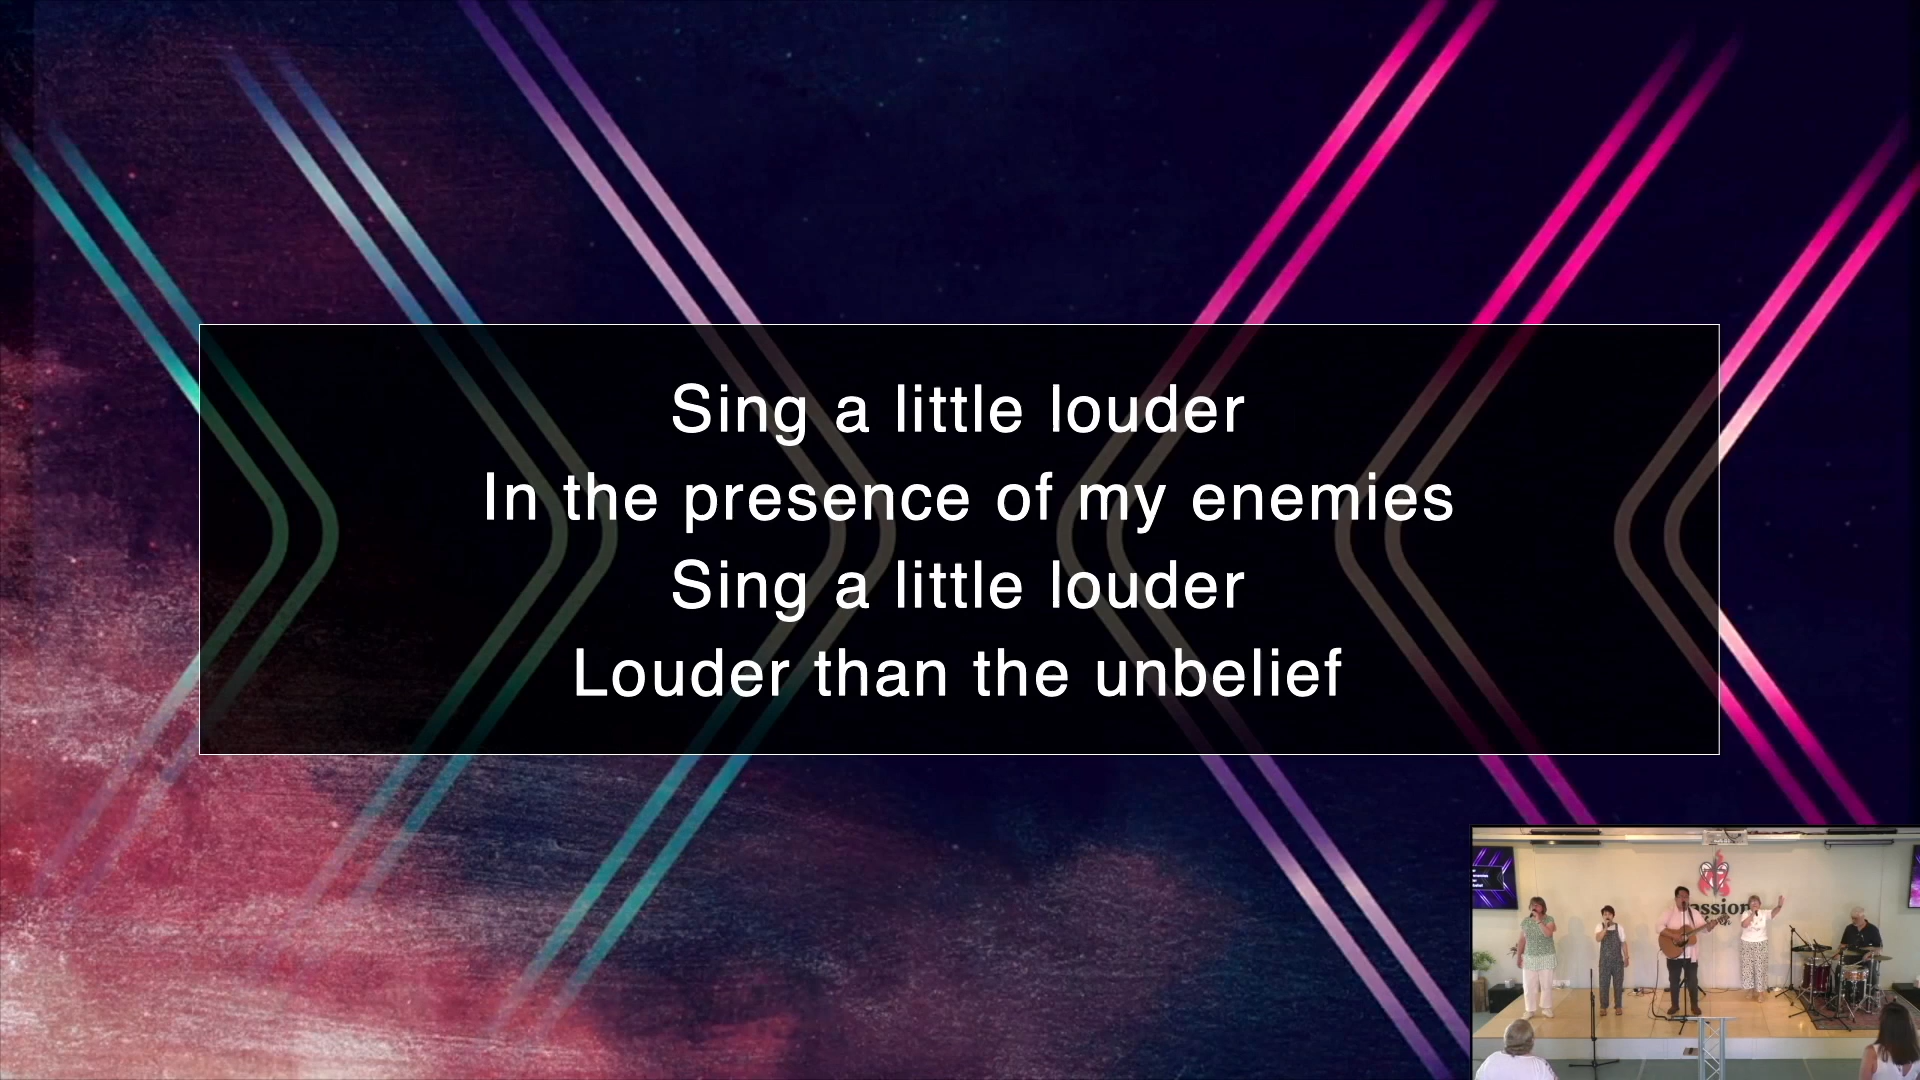 Sing a little louder
In the presence of my enemies
Sing a little louder
Louder than the unbelief